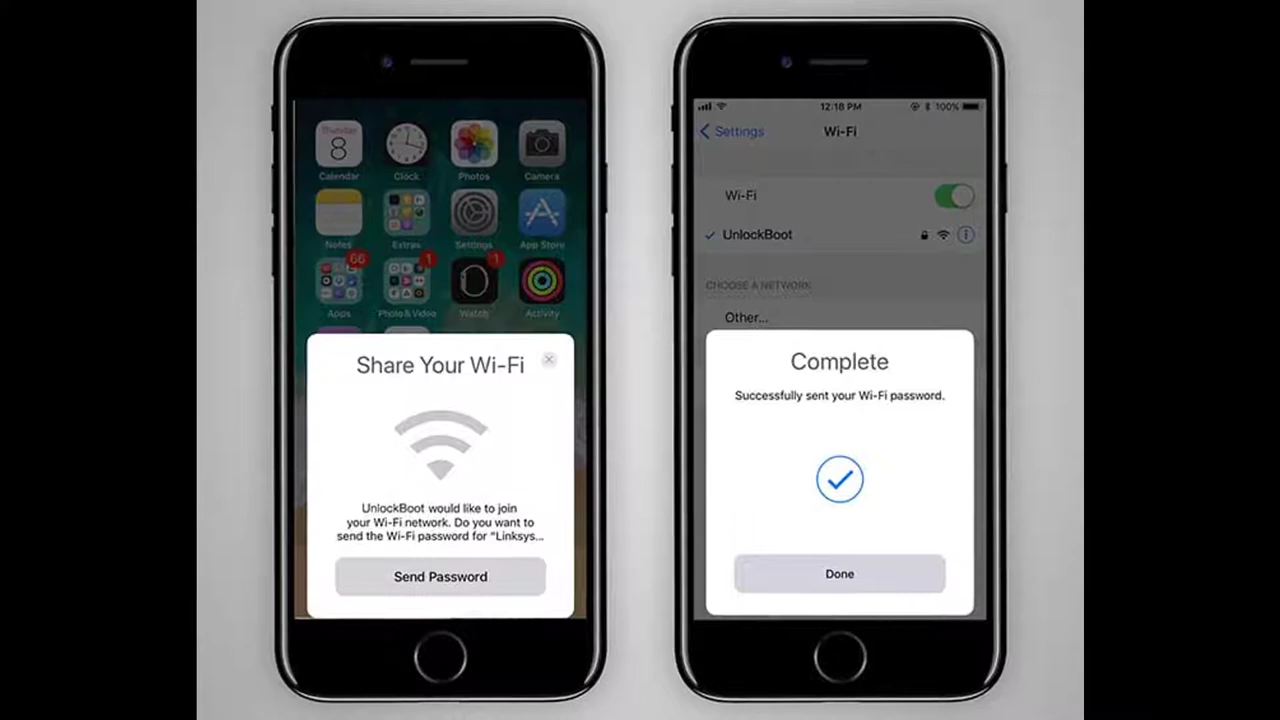 Thursday
8
Calendar
Clock
Photos
Camera
Notes
Extras
Settings
App Store
66
1
1
Apps
Photo & Video
Watch
Activity
Share Your Wi-Fi
UnlockBoot would like to join
your Wi-Fi network. Do you want to
send the Wi-Fi password for “Linksys...
Send Password
12:18 PM
100%
Settings
Wi-Fi
Wi-Fi
UnlockBoot
CHOOSE A NETWORK
Other...
Complete
Successfully sent your Wi-Fi password.
Done